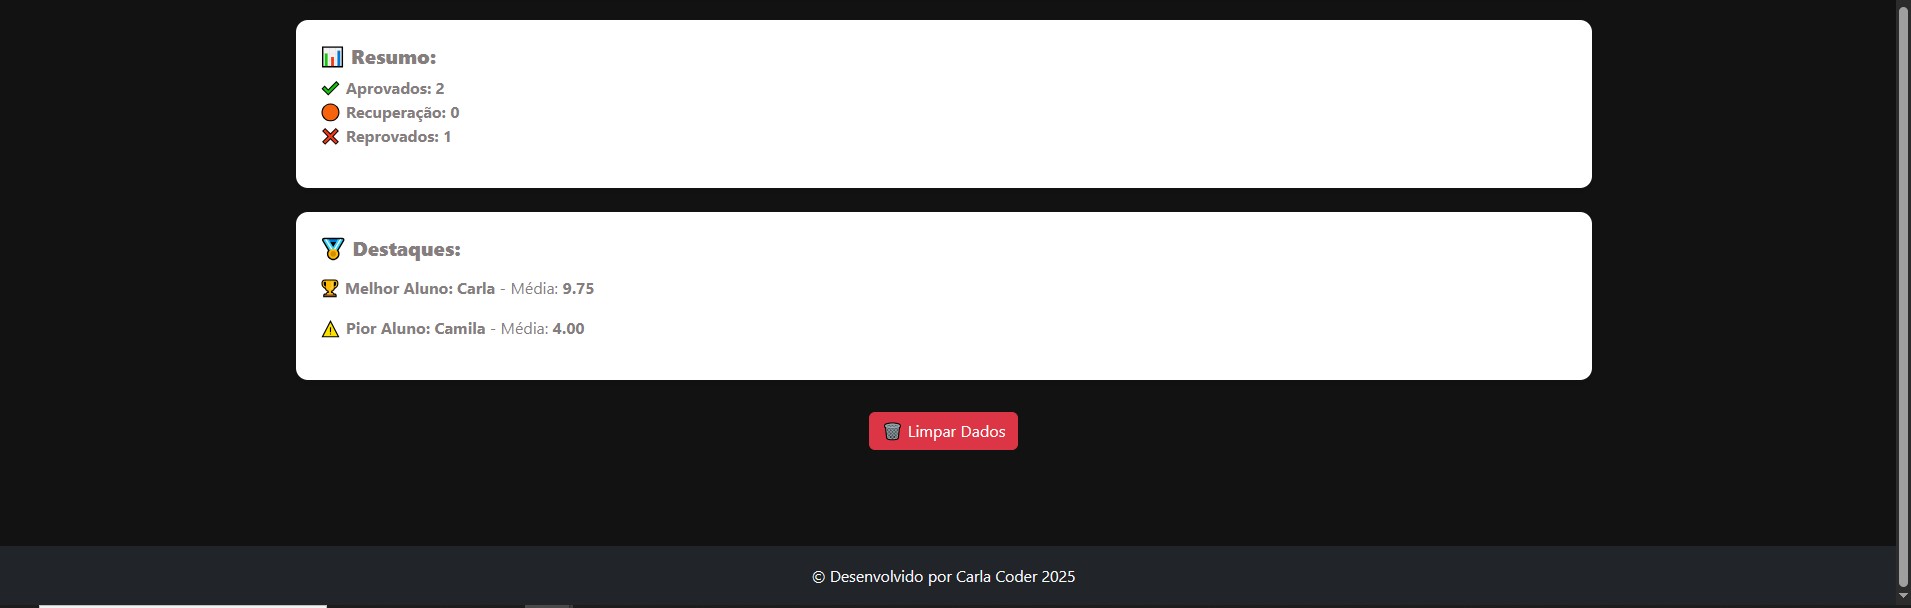 Resumo:
Aprovados: 2
Recuperação: 0
Reprovados: 1
Destaques:
Melhor Aluno: Carla - Média: 9.75
Pior Aluno: Camila - Média: 4.00
Limpar Dados
© Desenvolvido por Carla Coder 2025